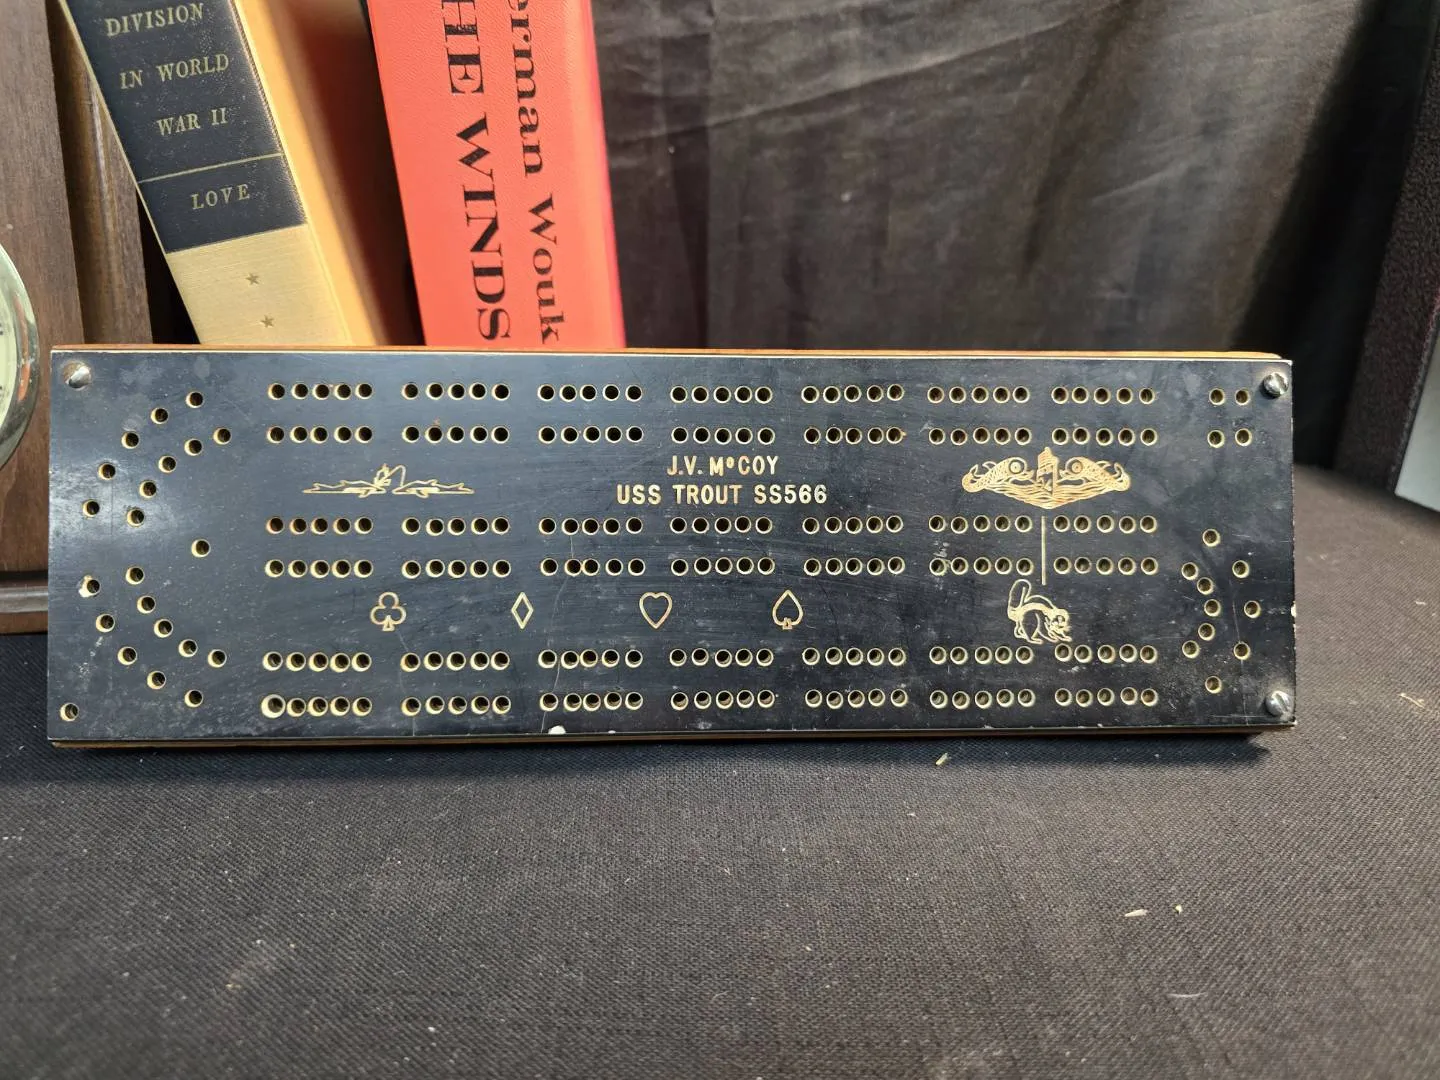 DIVISION
IN WORLD
WAR II
LOVE
HE WINDS
erman Wouk
J.V. McCOY
USS TROUT SS566